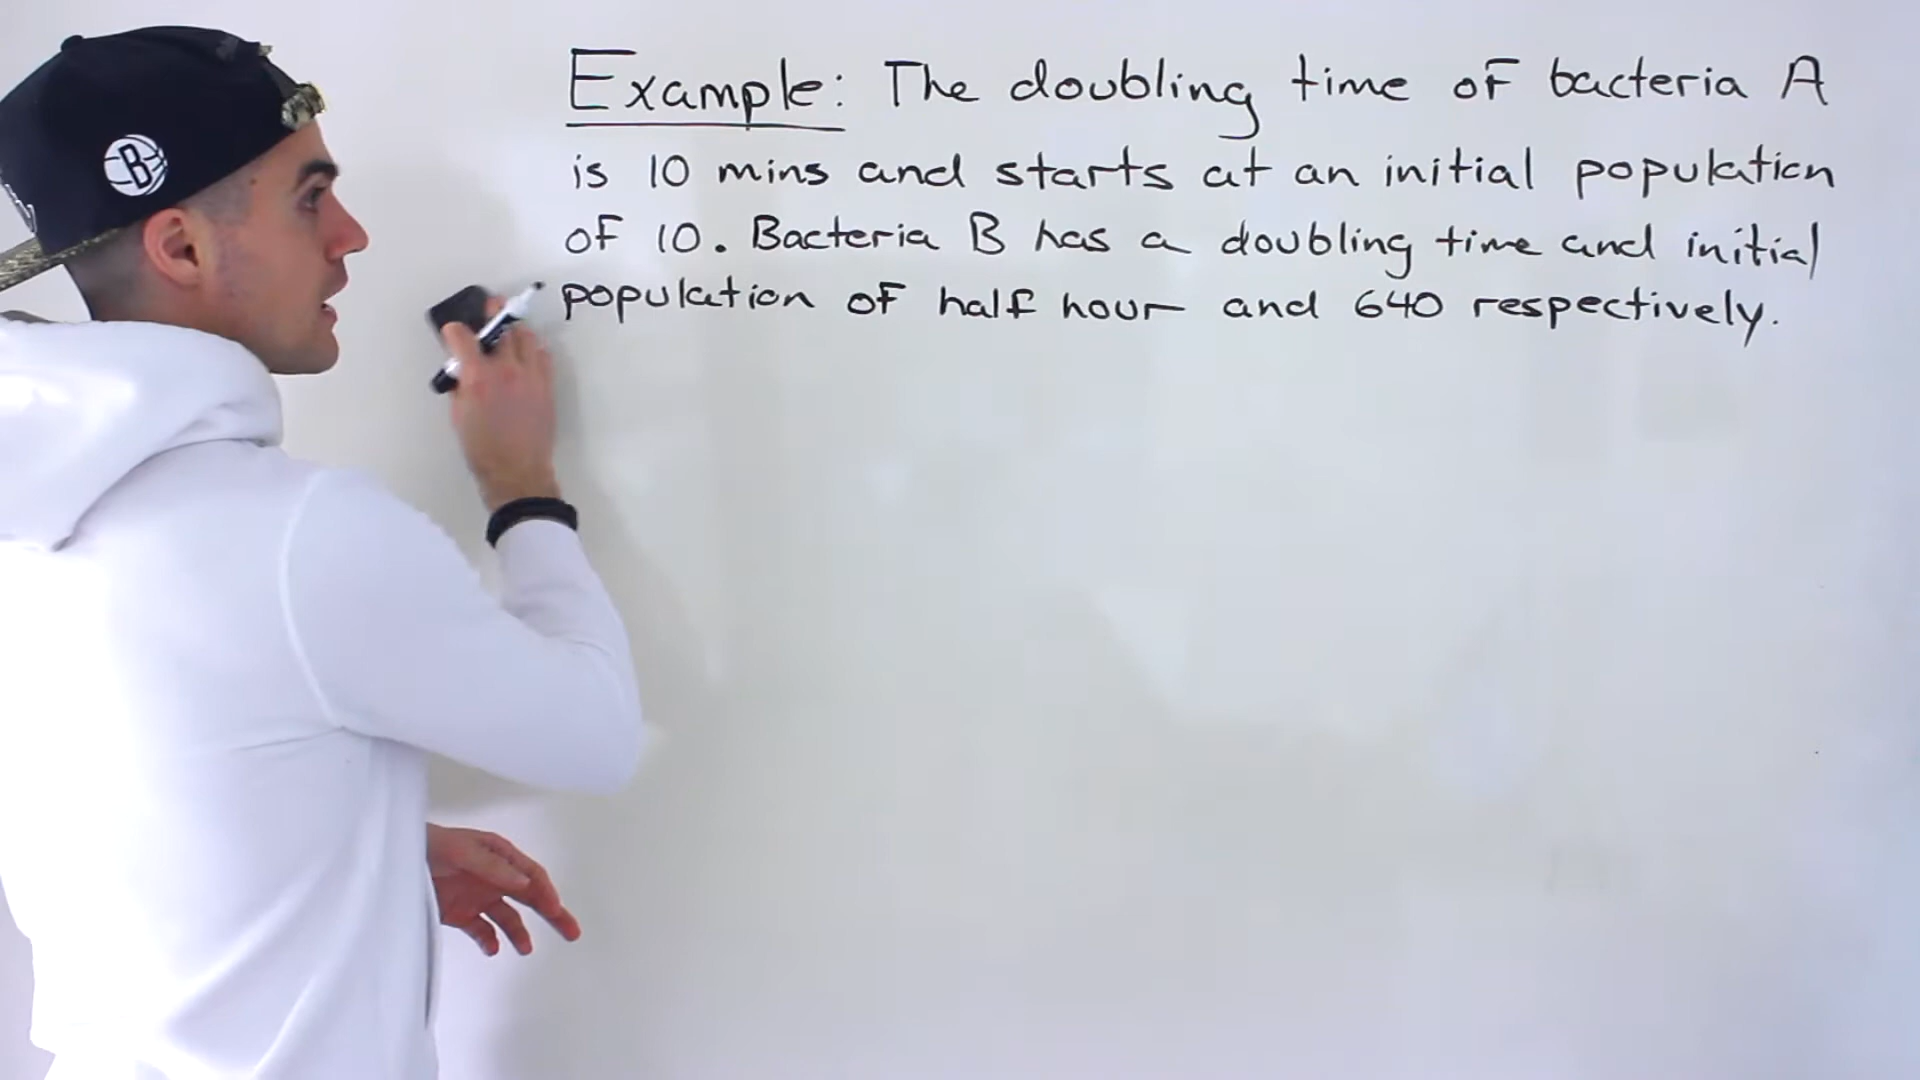 Example: The doubling time of bacteria A
is 10 mins and starts at an initial population
of 10. Bacteria B has a doubling time and initial
population of half hour and 640 respectively.
B